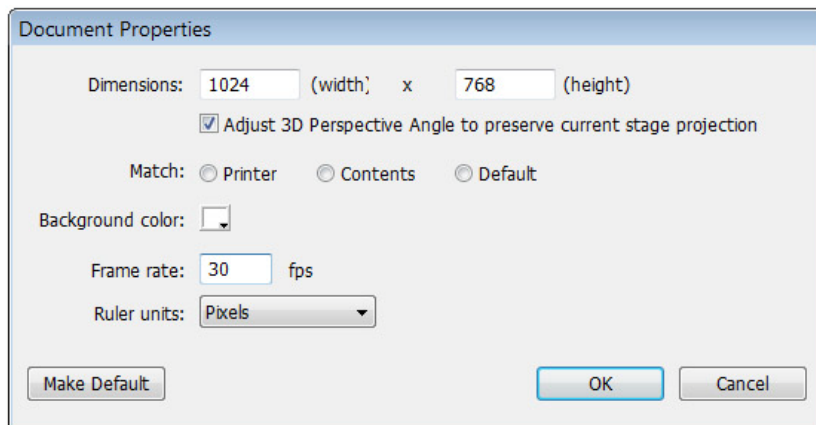 Document Properties
Dimensions: 1024 (width) x 768 (height)
Adjust 3D Perspective Angle to preserve current stage projection
Match: Printer Contents Default
Background color:
Frame rate: 30 fps
Ruler units: Pixels
Make Default OK Cancel